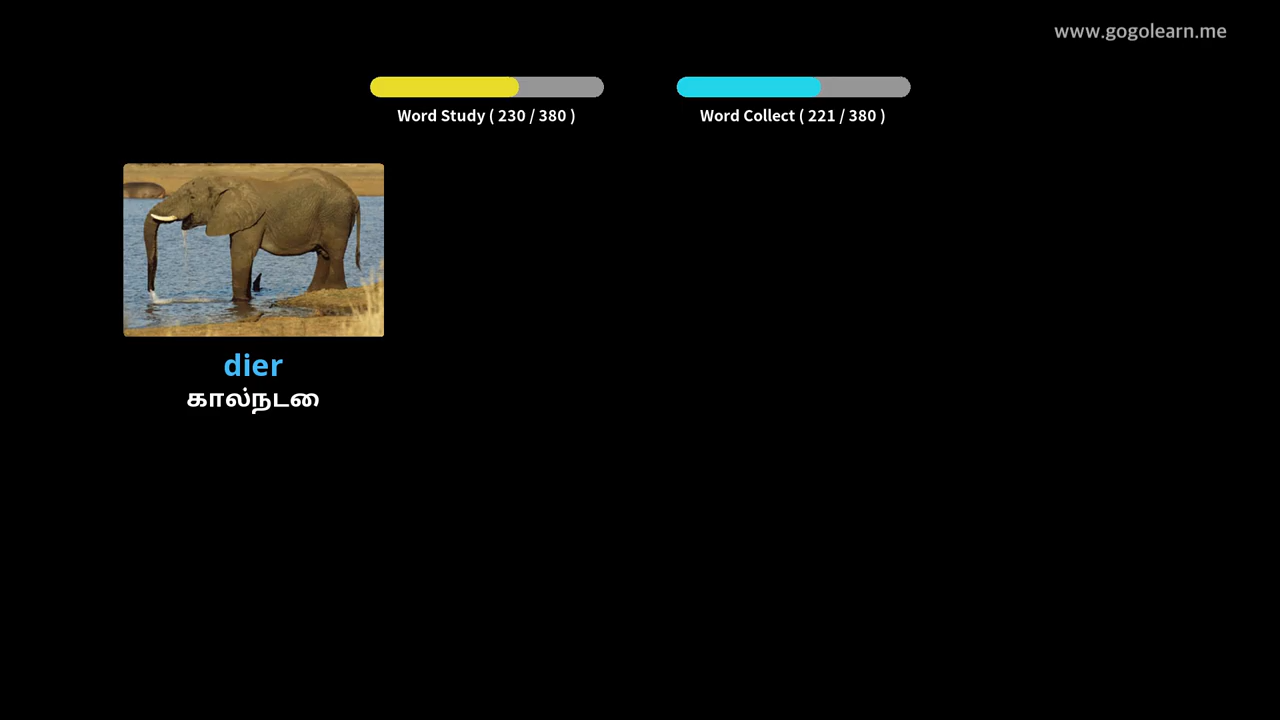 www.gogolearn.me
Word Study ( 230 / 380 )
Word Collect ( 221 / 380 )
dier
கால்நடை